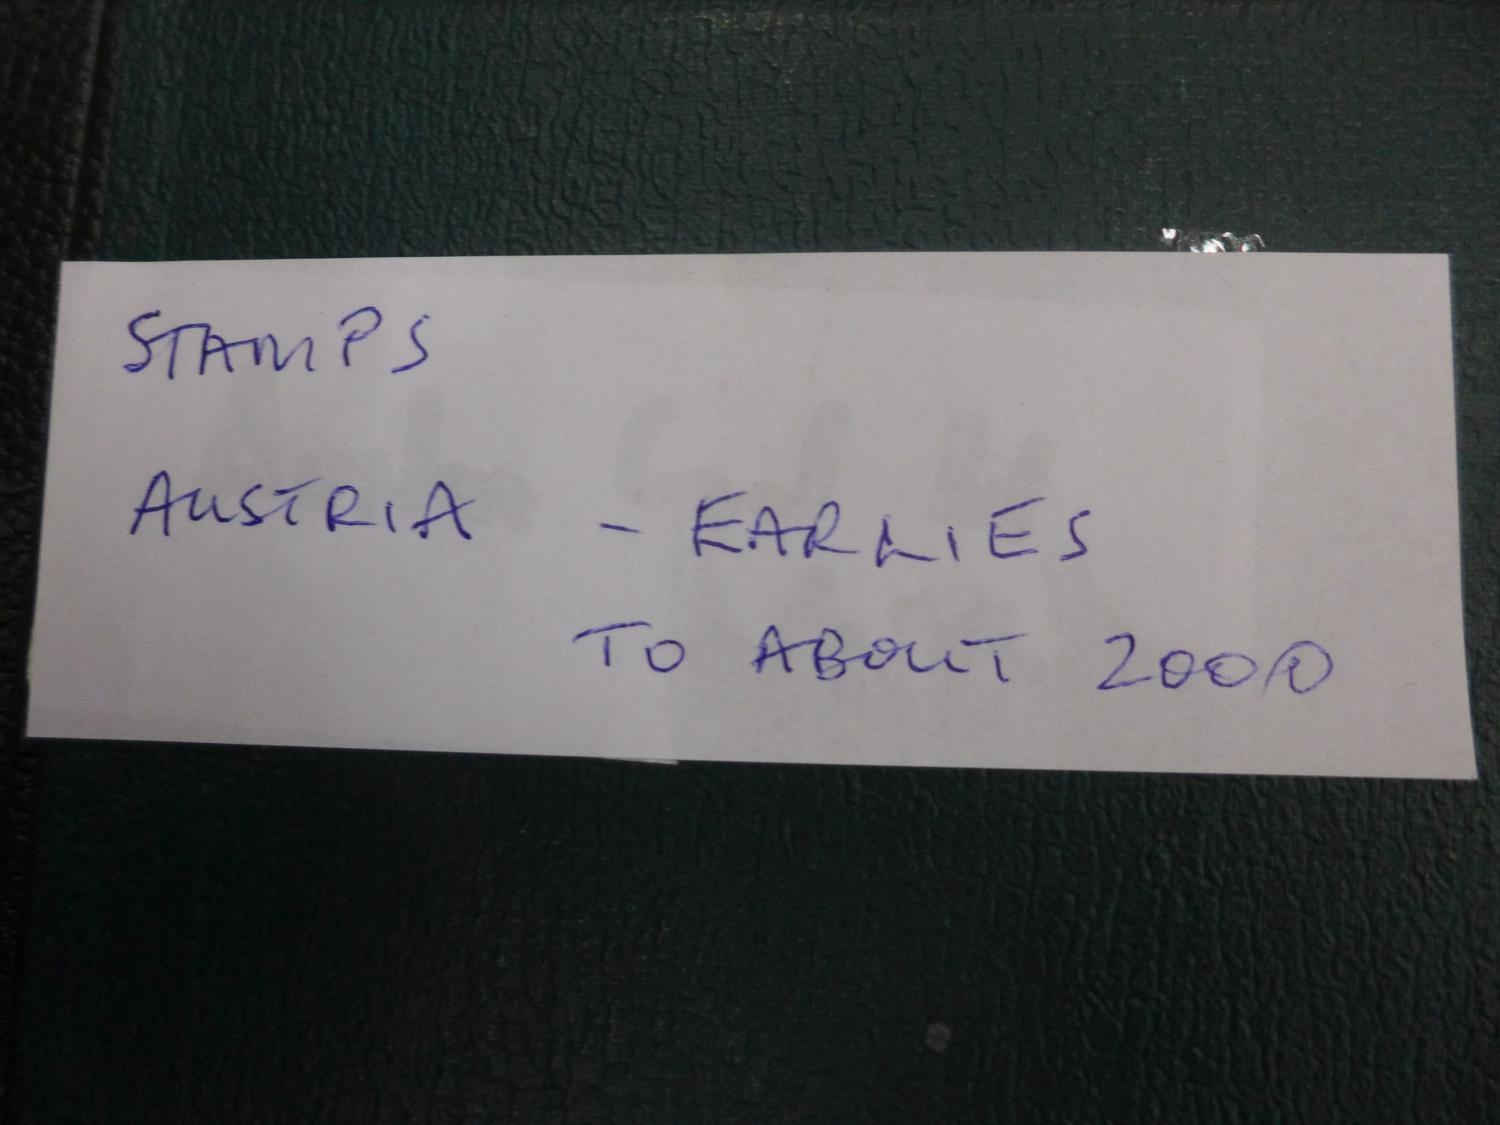 STAMPS
AUSTRIA - EARLIES
TO ABOUT 2000